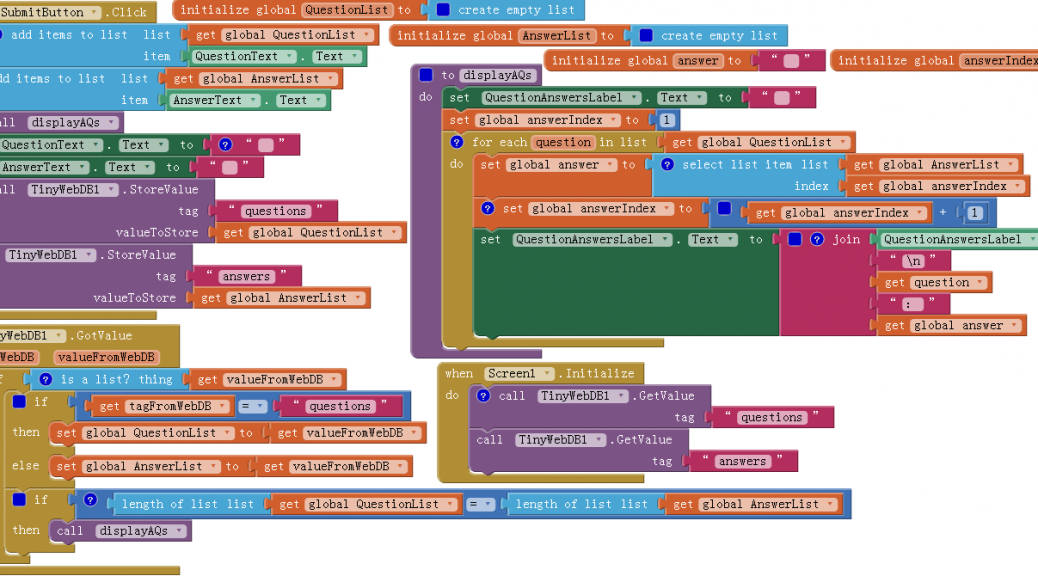 SubmitButton .Click
add items to list list get global QuestionList
item QuestionText . Text
add items to list list get global AnswerList
item AnswerText . Text
call displayAQs
QuestionText . Text to " "
AnswerText . Text to " "
call TinyWebDB1 .StoreValue
tag " questions "
valueToStore get global QuestionList
TinyWebDB1 .StoreValue
tag " answers "
valueToStore get global AnswerList
yWebDB1 .GotValue
WebDB valueFromWebDB
f is a list? thing get valueFromWebDB
if get tagFromWebDB = " questions "
then set global QuestionList to get valueFromWebDB
else set global AnswerList to get valueFromWebDB
if length of list list get global QuestionList = length of list list get global AnswerList
then call displayAQs
initialize global QuestionList to create empty list
initialize global AnswerList to create empty list
initialize global answer to " "
initialize global answerIndex
to displayAQs
do set QuestionAnswersLabel . Text to " "
set global answerIndex to 1
for each question in list get global QuestionList
do set global answer to select list item list get global AnswerList
index get global answerIndex
set global answerIndex to get global answerIndex + 1
set QuestionAnswersLabel . Text to join QuestionAnswersLabel
" \n "
get question
" : "
get global answer
when Screen1 .Initialize
do call TinyWebDB1 .GetValue
tag " questions "
call TinyWebDB1 .GetValue
tag " answers "